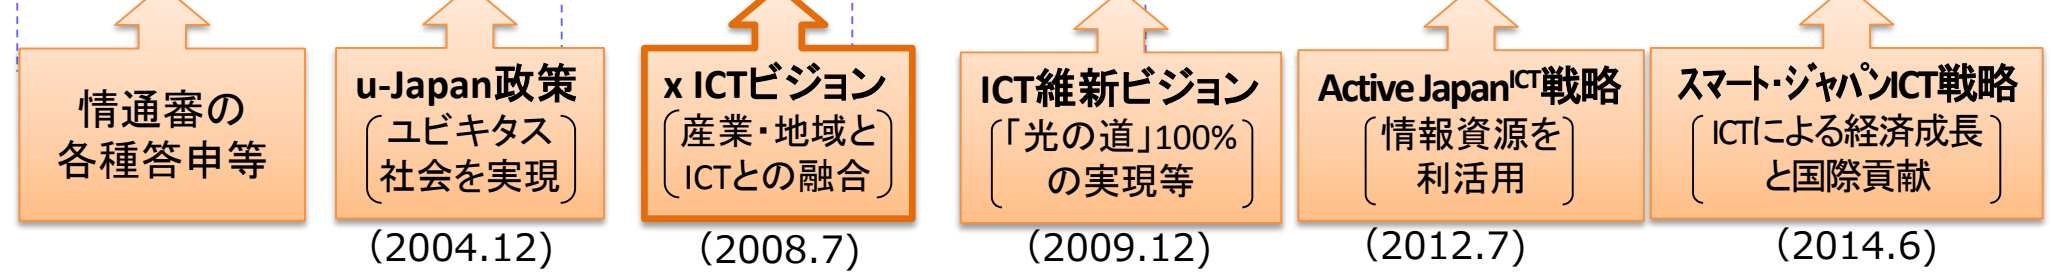 情通審の
各種答申等
u-Japan政策
ユビキタス
社会を実現
(2004.12)
x ICTビジョン
産業・地域と
ICTとの融合
(2008.7)
ICT維新ビジョン
「光の道」100%
の実現等
(2009.12)
Active JapanICT戦略
情報資源を
利活用
(2012.7)
スマート・ジャパンICT戦略
ICTによる経済成長
と国際貢献
(2014.6)